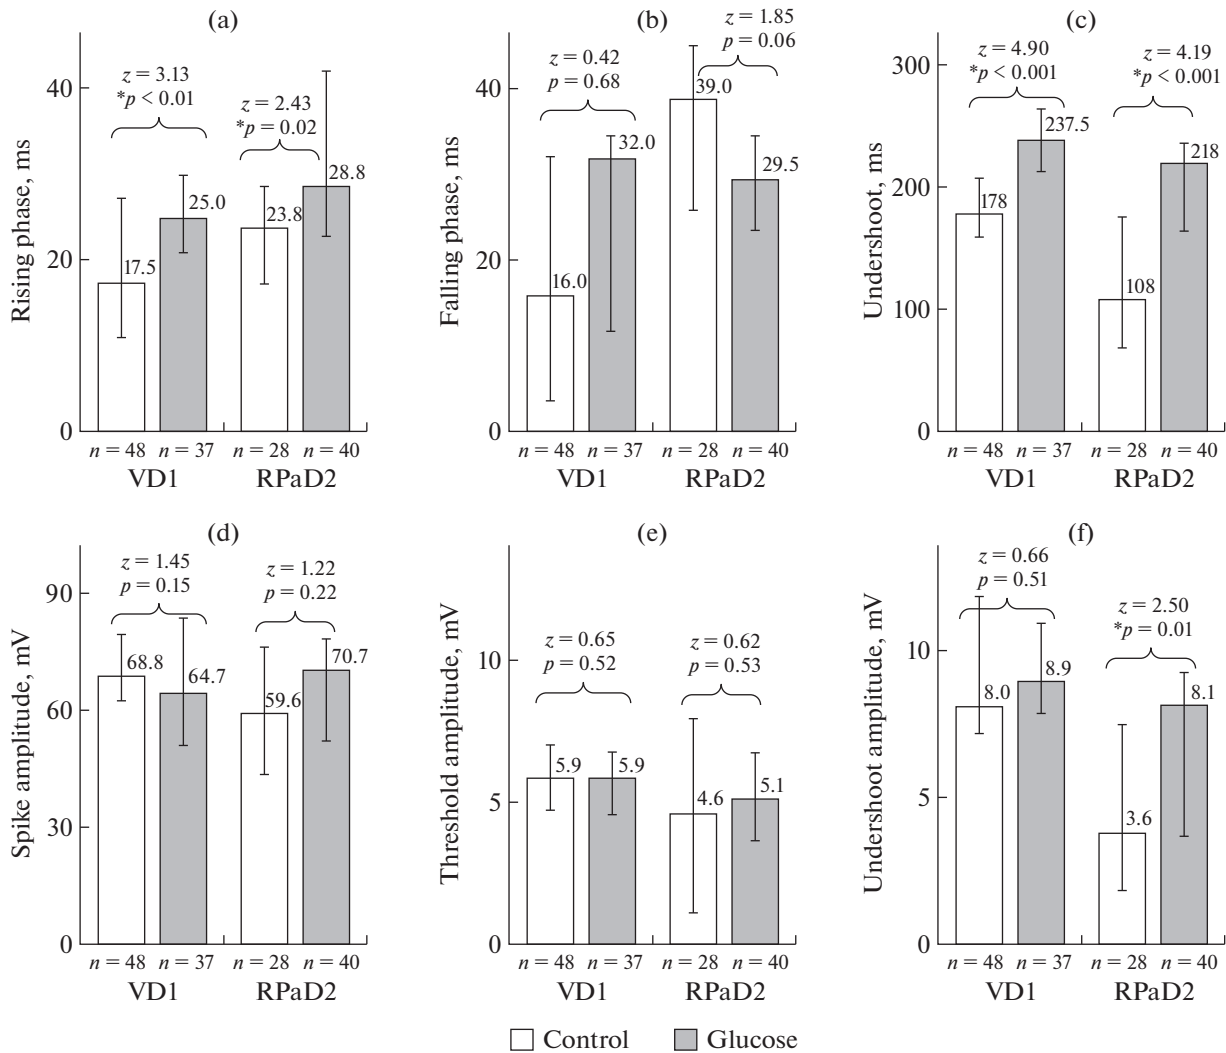 (a)
Rising phase, ms
40
20
0
z = 3.13
*p < 0.01
z = 2.43
*p = 0.02
17.5
25.0
23.8
28.8
n = 48 n = 37 n = 28 n = 40
VD1 RPaD2
(b)
Falling phase, ms
40
20
0
z = 0.42
p = 0.68
z = 1.85
p = 0.06
16.0
32.0
39.0
29.5
n = 48 n = 37 n = 28 n = 40
VD1 RPaD2
(c)
Undershoot, ms
300
200
100
0
z = 4.90
*p < 0.001
z = 4.19
*p < 0.001
178
237.5
108
218
n = 48 n = 37 n = 28 n = 40
VD1 RPaD2
(d)
Spike amplitude, mV
90
60
30
0
z = 1.45
p = 0.15
z = 1.22
p = 0.22
68.8
64.7
59.6
70.7
n = 48 n = 37 n = 28 n = 40
VD1 RPaD2
(e)
Threshold amplitude, mV
10
5
0
z = 0.65
p = 0.52
z = 0.62
p = 0.53
5.9
5.9
4.6
5.1
n = 48 n = 37 n = 28 n = 40
VD1 RPaD2
(f)
Undershoot amplitude, mV
10
5
0
z = 0.66
p = 0.51
z = 2.50
*p = 0.01
8.0
8.9
3.6
8.1
n = 48 n = 37 n = 28 n = 40
VD1 RPaD2
Control Glucose